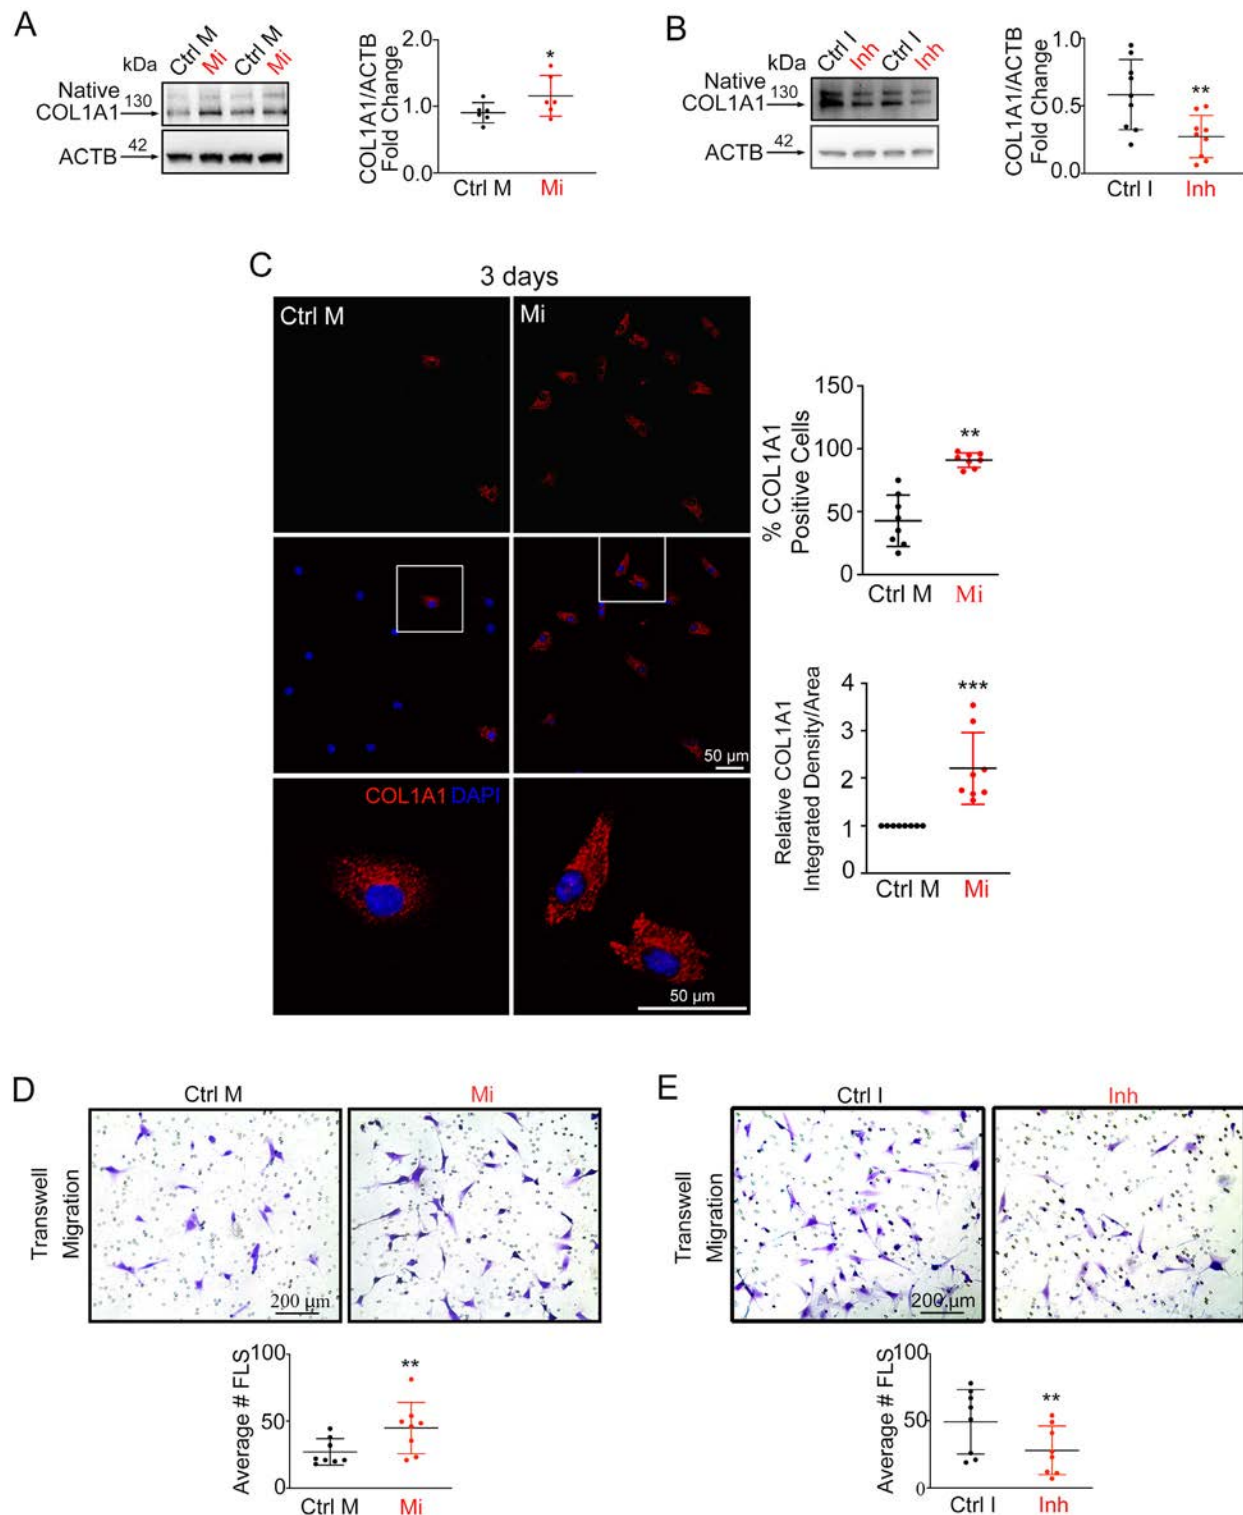 A
kDa
Ctrl M
Mi
Ctrl M
Mi
Native
COL1A1
130
ACTB
42
COL1A1/ACTB
Fold Change
2.0
1.0
0.0
*
Ctrl M
Mi
B
kDa
Ctrl I
Inh
Ctrl I
Inh
Native
COL1A1
130
ACTB
42
COL1A1/ACTB
Fold Change
1.0
0.5
0.0
**
Ctrl I
Inh
C
3 days
Ctrl M
Mi
50 µm
COL1A1 DAPI
50 µm
% COL1A1
Positive Cells
150
100
50
0
**
Ctrl M
Mi
Relative COL1A1
Integrated Density/Area
4
3
2
1
0
***
Ctrl M
Mi
D
Ctrl M
Mi
Transwell
Migration
200 µm
Average # FLS
100
50
0
**
Ctrl M
Mi
E
Ctrl I
Inh
Transwell
Migration
200 µm
Average # FLS
100
50
0
**
Ctrl I
Inh